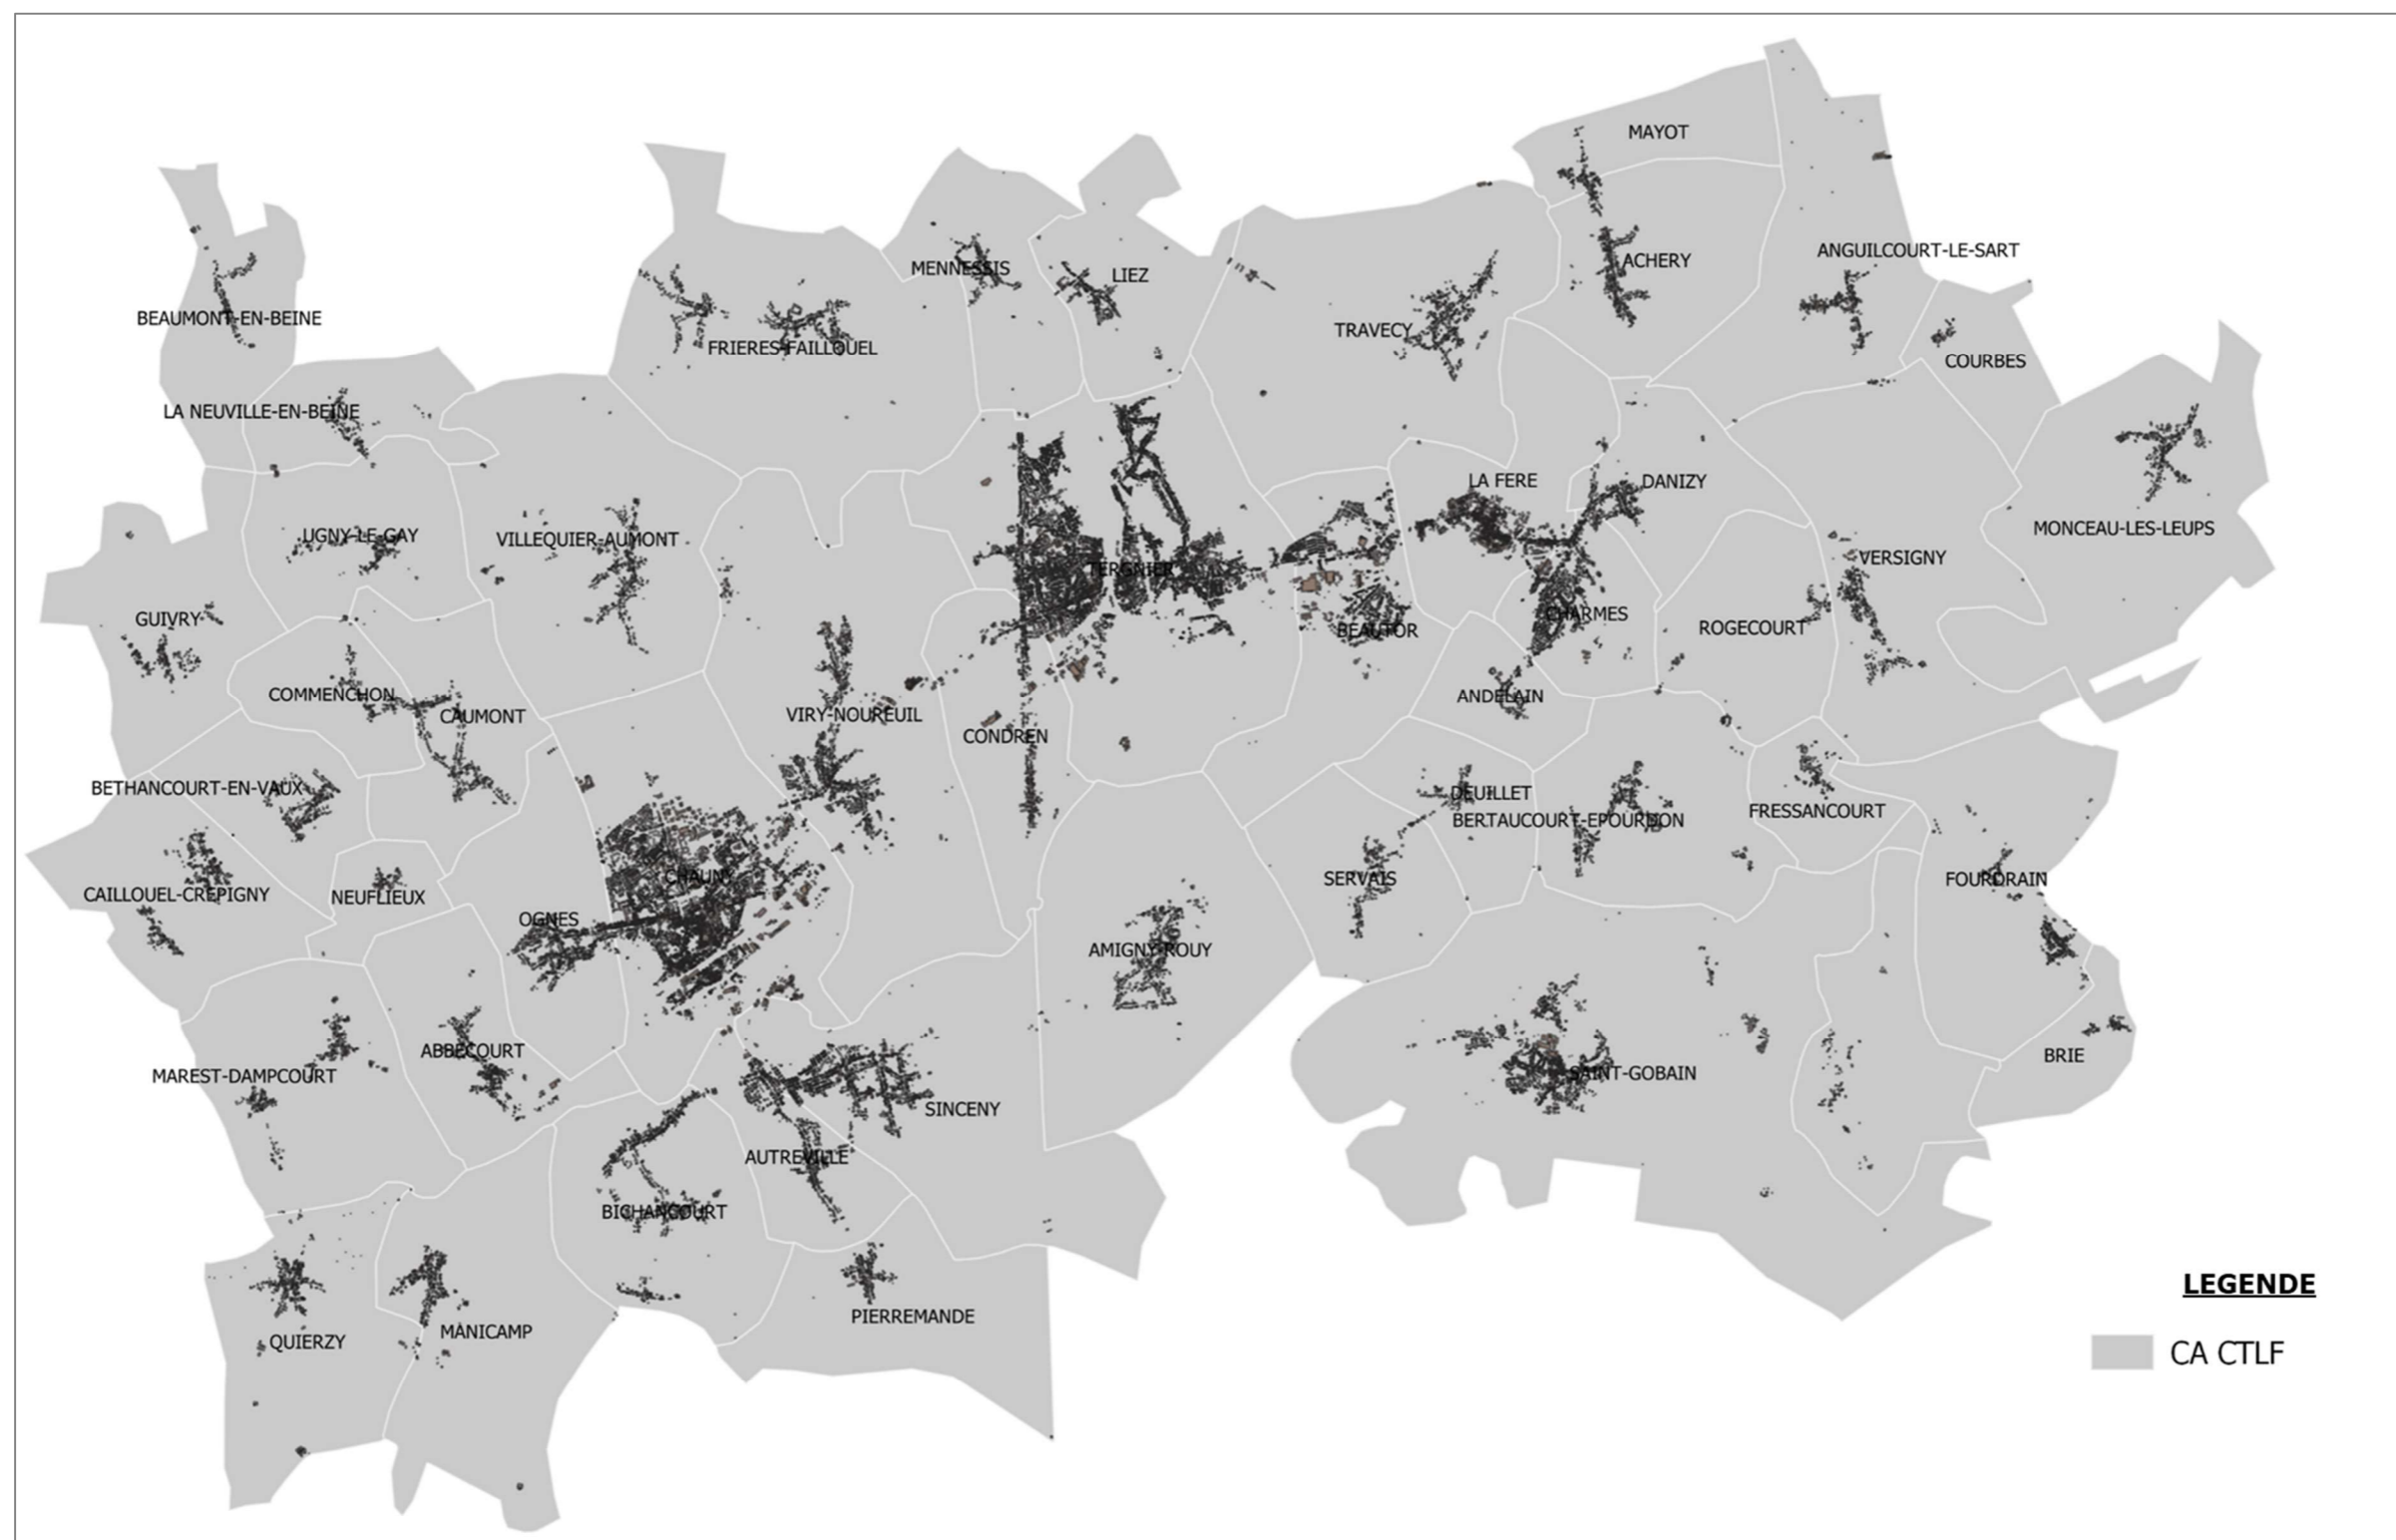 MAYOT
ANGUILCOURT-LE-SART
ACHERY
MENNESSIS
LIEZ
BEAUMONT-EN-BEINE
TRAVECY
FRIERES-FAILLOUEL
COURBES
LA NEUVILLE-EN-BEINE
LA FERE
DANIZY
MONCEAU-LES-LEUPS
UGNY-LE-GAY
VILLEQUIER-AUMONT
VERSIGNY
TERGNIER
CHARMES
GUIVRY
ROGECOURT
BEAUTOR
COMMENCHON
ANDELAIN
CAUMONT
VIRY-NOUREUIL
CONDREN
BETHANCOURT-EN-VAUX
DEUILLET
FRESSANCOURT
BERTAUCOURT-EPOURDON
CHAUNY
SERVAIS
FOURDRAIN
CAILLOUEL-CREPIGNY
NEUFLIEUX
OGNES
AMIGNY-ROUY
ABBECOURT
BRIE
SAINT-GOBAIN
MAREST-DAMPCOURT
SINCENY
AUTREVILLE
BICHANCOURT
LEGENDE
PIERREMANDE
MANICAMP
QUIERZY
CA CTLF